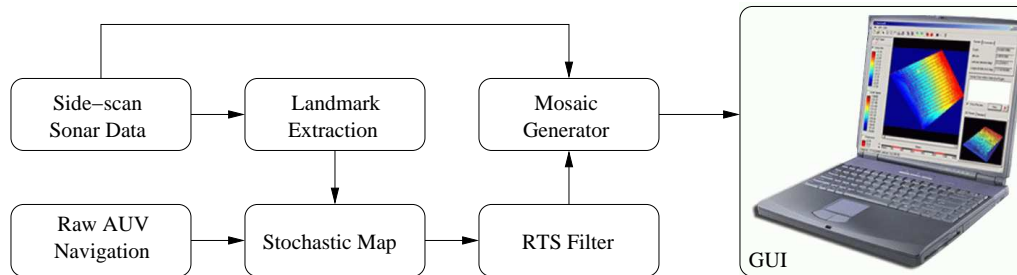 Side−scan
Sonar Data
Landmark
Extraction
Mosaic
Generator
Raw AUV
Navigation
Stochastic Map
RTS Filter
GUI